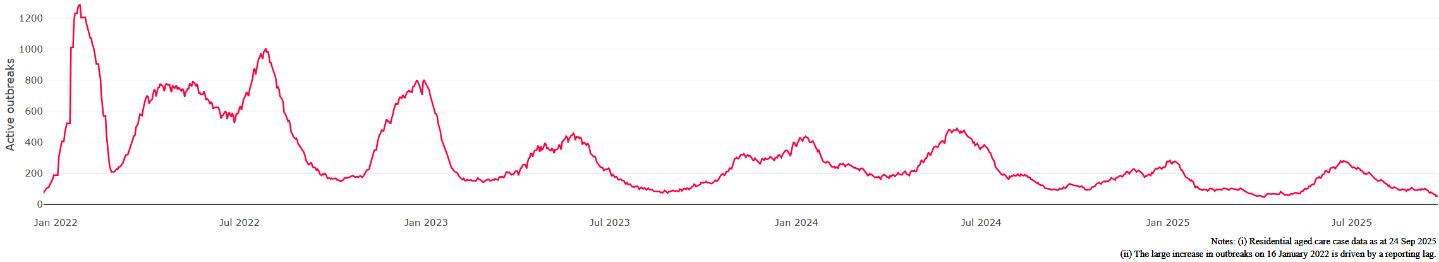 Active outbreaks
1200
1000
800
600
400
200
0
Jan 2022 Jul 2022 Jan 2023 Jul 2023 Jan 2024 Jul 2024 Jan 2025 Jul 2025
Notes: (i) Residential aged care case data as at 24 Sep 2025
(ii) The large increase in outbreaks on 16 January 2022 is driven by a reporting lag.